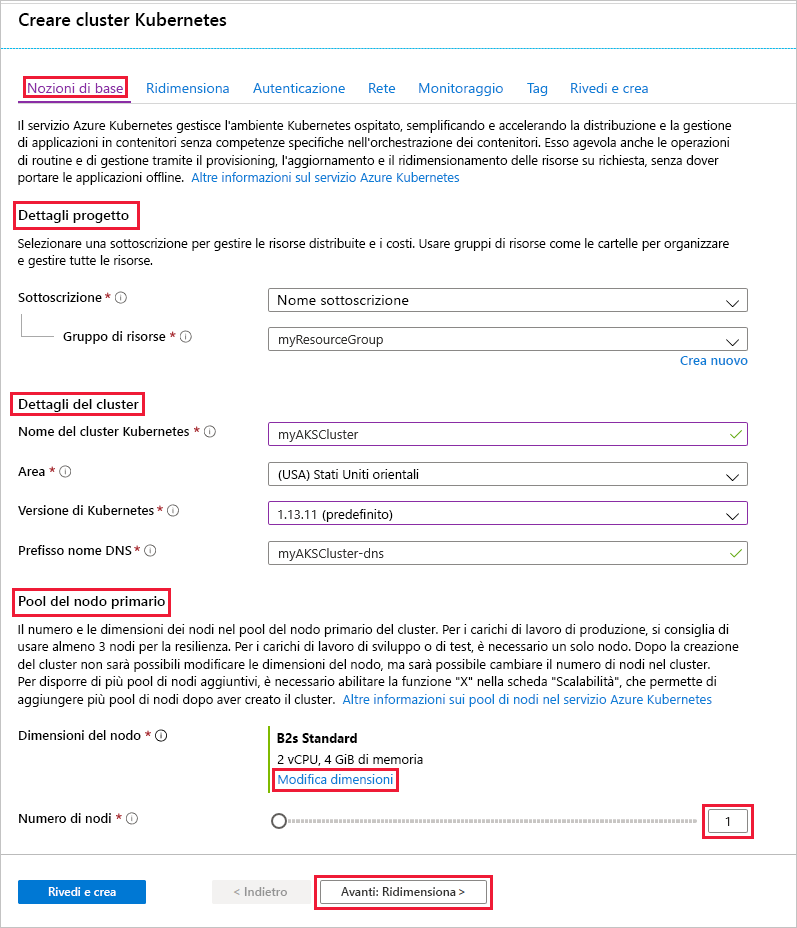 Creare cluster Kubernetes
Nozioni di base Ridimensiona Autenticazione Rete Monitoraggio Tag Rivedi e crea
Il servizio Azure Kubernetes gestisce l'ambiente Kubernetes ospitato, semplificando e accelerando la distribuzione e la gestione
di applicazioni in contenitori senza competenze specifiche nell'orchestrazione dei contenitori. Esso agevola anche le operazioni
di routine e di gestione tramite il provisioning, l'aggiornamento e il ridimensionamento delle risorse su richiesta, senza dover
portare le applicazioni offline. Altre informazioni sul servizio Azure Kubernetes
Dettagli progetto
Selezionare una sottoscrizione per gestire le risorse distribuite e i costi. Usare gruppi di risorse come le cartelle per organizzare
e gestire tutte le risorse.
Sottoscrizione * Nome sottoscrizione
Gruppo di risorse * myResourceGroup
Crea nuovo
Dettagli del cluster
Nome del cluster Kubernetes * myAKSCluster
Area * (USA) Stati Uniti orientali
Versione di Kubernetes * 1.13.11 (predefinito)
Prefisso nome DNS * myAKSCluster-dns
Pool del nodo primario
Il numero e le dimensioni dei nodi nel pool del nodo primario del cluster. Per i carichi di lavoro di produzione, si consiglia di
usare almeno 3 nodi per la resilienza. Per i carichi di lavoro di sviluppo o di test, è necessario un solo nodo. Dopo la creazione
del cluster non sarà possibili modificare le dimensioni del nodo, ma sarà possibile cambiare il numero di nodi nel cluster.
Per disporre di più pool di nodi aggiuntivi, è necessario abilitare la funzione "X" nella scheda "Scalabilità", che permette di
aggiungere più pool di nodi dopo aver creato il cluster. Altre informazioni sui pool di nodi nel servizio Azure Kubernetes
Dimensioni del nodo * B2s Standard
2 vCPU, 4 GiB di memoria
Modifica dimensioni
Numero di nodi * 1
Rivedi e crea < Indietro Avanti: Ridimensiona >